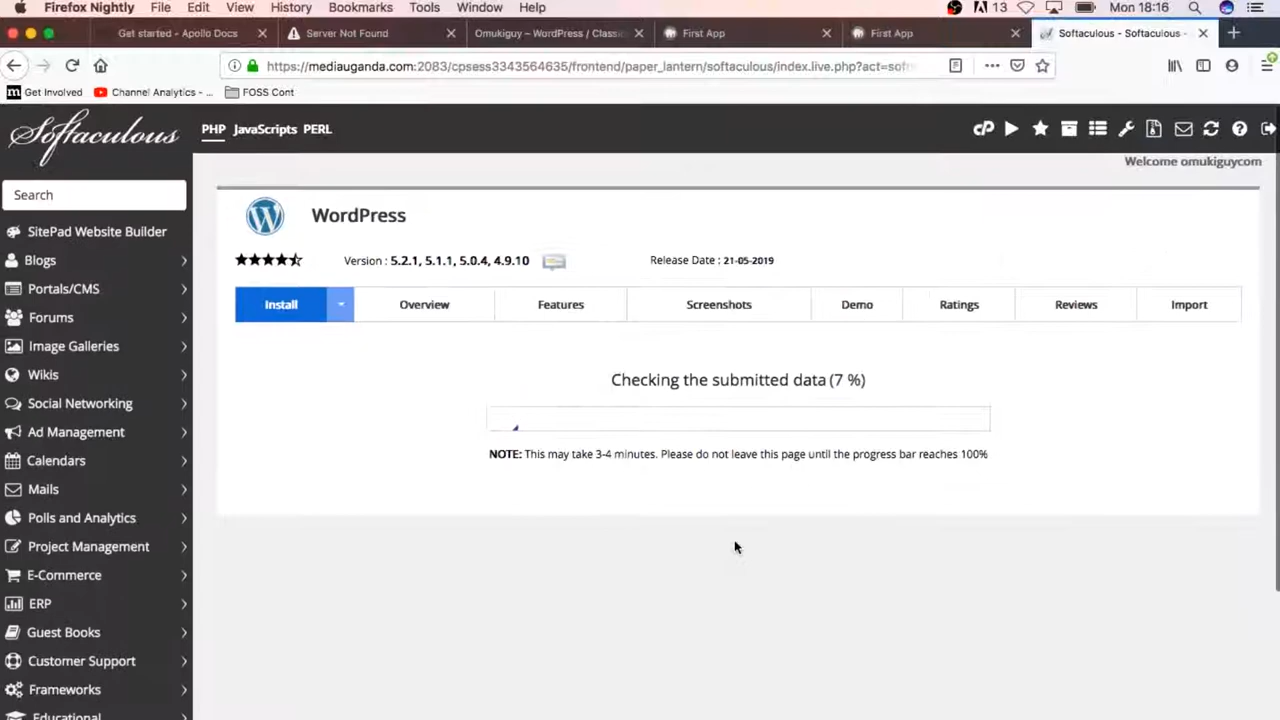 Firefox Nightly File Edit View History Bookmarks Tools Window Help 13 Mon 18:16
Get started - Apollo Docs Server Not Found Omukiguy – WordPress / Classic First App First App Softaculous - Softaculous -
https://mediauganda.com:2083/cpsess3343564635/frontend/paper_lantern/softaculous/index.live.php?act=soft
Get Involved Channel Analytics - ... FOSS Cont
Softaculous PHP JavaScripts PERL cP
Welcome omukiguycom
Search
SitePad Website Builder
Blogs
Portals/CMS
Forums
Image Galleries
Wikis
Social Networking
Ad Management
Calendars
Mails
Polls and Analytics
Project Management
E-Commerce
ERP
Guest Books
Customer Support
Frameworks
Educational
WordPress
Version : 5.2.1, 5.1.1, 5.0.4, 4.9.10 Release Date : 21-05-2019
Install Overview Features Screenshots Demo Ratings Reviews Import
Checking the submitted data (7 %)
NOTE: This may take 3-4 minutes. Please do not leave this page until the progress bar reaches 100%